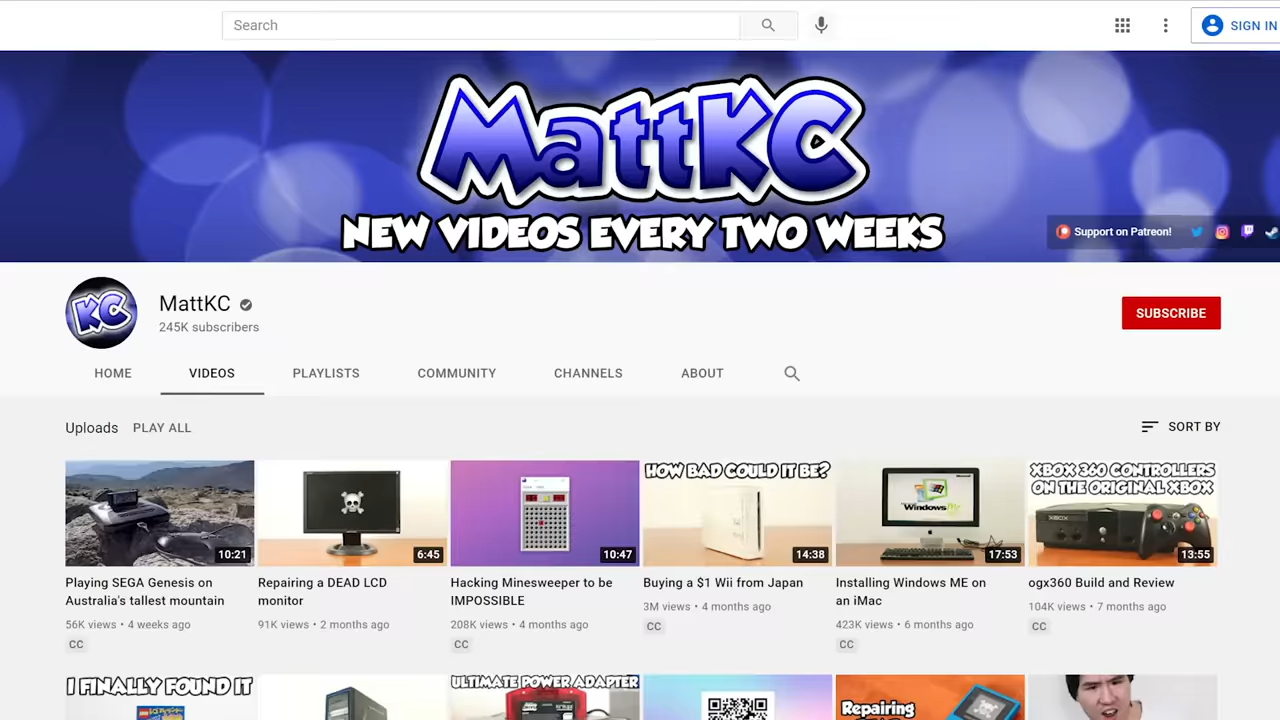 Search
SIGN IN
MattKC
NEW VIDEOS EVERY TWO WEEKS
Support on Patreon!
KC
MattKC
245K subscribers
SUBSCRIBE
HOME
VIDEOS
PLAYLISTS
COMMUNITY
CHANNELS
ABOUT
Uploads
PLAY ALL
SORT BY
10:21
6:45
10:47
HOW BAD COULD IT BE?
14:38
Microsoft
Windows Me
17:53
XBOX 360 CONTROLLERS
ON THE ORIGINAL XBOX
XBOX
13:55
Playing SEGA Genesis on
Australia's tallest mountain
56K views • 4 weeks ago
CC
Repairing a DEAD LCD
monitor
91K views • 2 months ago
Hacking Minesweeper to be
IMPOSSIBLE
208K views • 4 months ago
CC
Buying a $1 Wii from Japan
3M views • 4 months ago
CC
Installing Windows ME on
an iMac
423K views • 6 months ago
CC
ogx360 Build and Review
104K views • 7 months ago
CC
I FINALLY FOUND IT
ULTIMATE POWER ADAPTER
Repairing